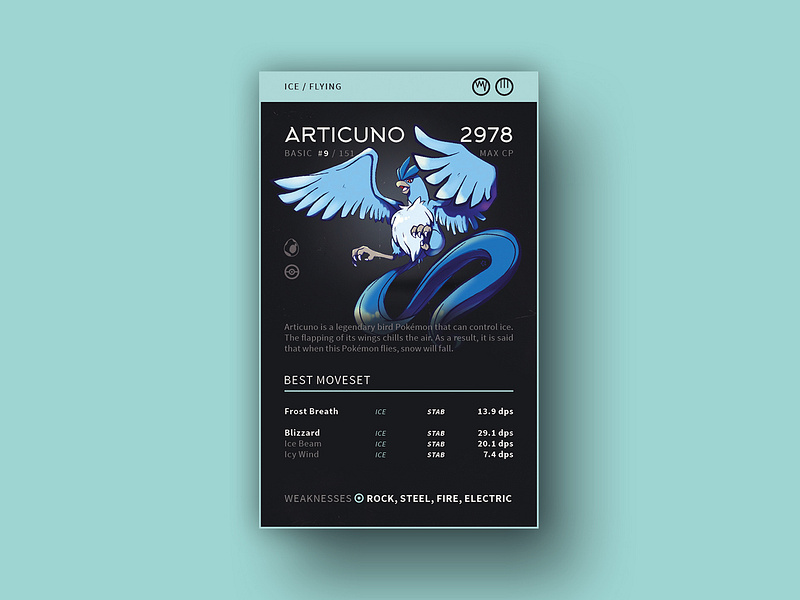 ICE / FLYING
ARTICUNO 2978
BASIC #9 / 151 MAX CP
Articuno is a legendary bird Pokémon that can control ice.
The flapping of its wings chills the air. As a result, it is said
that when this Pokémon flies, snow will fall.
BEST MOVESET
Frost Breath ICE STAB 13.9 dps
Blizzard ICE STAB 29.1 dps
Ice Beam ICE STAB 20.1 dps
Icy Wind ICE STAB 7.4 dps
WEAKNESSES ROCK, STEEL, FIRE, ELECTRIC